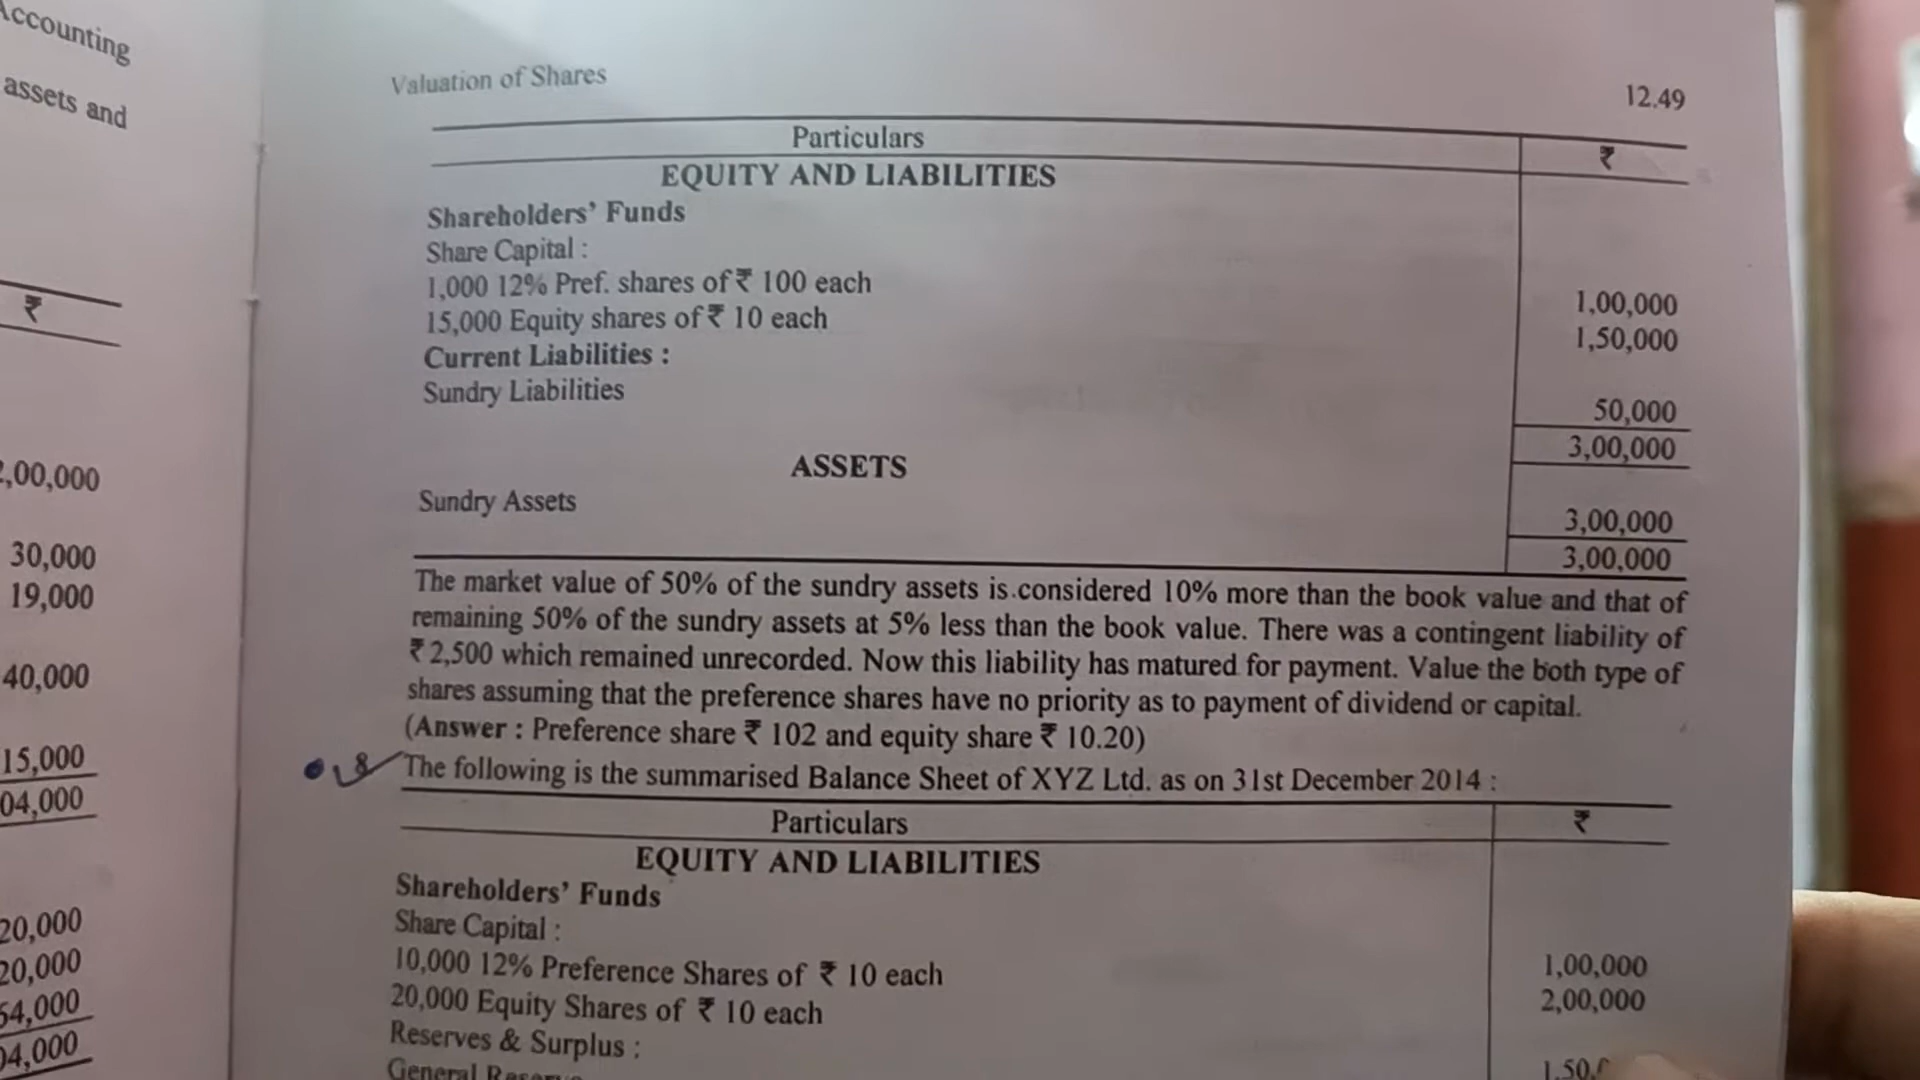 Accounting
assets and
₹
,00,000
30,000
19,000
40,000
15,000
04,000
20,000
20,000
54,000
04,000
Valuation of Shares
12.49
Particulars ₹
EQUITY AND LIABILITIES
Shareholders' Funds
Share Capital :
1,000 12% Pref. shares of ₹ 100 each 1,00,000
15,000 Equity shares of ₹ 10 each 1,50,000
Current Liabilities :
Sundry Liabilities 50,000
3,00,000
ASSETS
Sundry Assets 3,00,000
3,00,000
The market value of 50% of the sundry assets is considered 10% more than the book value and that of
remaining 50% of the sundry assets at 5% less than the book value. There was a contingent liability of
₹ 2,500 which remained unrecorded. Now this liability has matured for payment. Value the both type of
shares assuming that the preference shares have no priority as to payment of dividend or capital.
(Answer : Preference share ₹ 102 and equity share ₹ 10.20)
The following is the summarised Balance Sheet of XYZ Ltd. as on 31st December 2014 :
Particulars ₹
EQUITY AND LIABILITIES
Shareholders' Funds
Share Capital :
10,000 12% Preference Shares of ₹ 10 each 1,00,000
20,000 Equity Shares of ₹ 10 each 2,00,000
Reserves & Surplus :
General Reserve